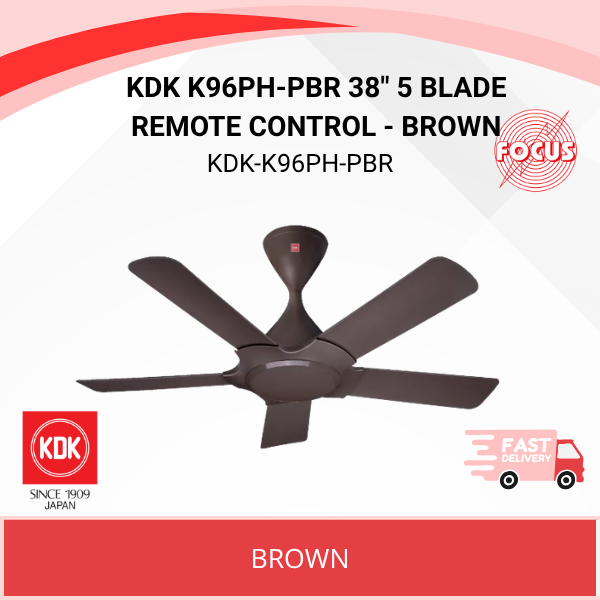 KDK K96PH-PBR 38" 5 BLADE
REMOTE CONTROL - BROWN
KDK-K96PH-PBR
FOCUS
KDK
KDK
SINCE 1909
JAPAN
FAST
DELIVERY
BROWN